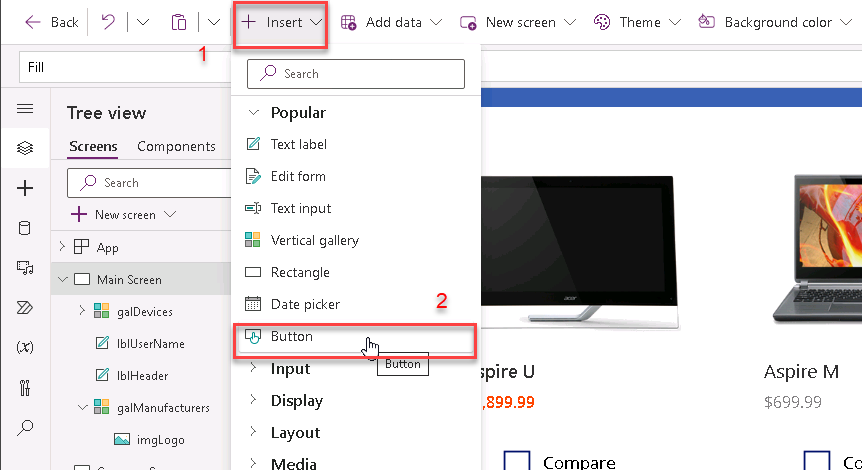 Back
Insert
Add data
New screen
Theme
Background color
1
Fill
Search
Popular
Text label
Edit form
Text input
Vertical gallery
Rectangle
Date picker
2
Button
Button
Input
Display
Layout
Media
Tree view
Screens
Components
Search
New screen
App
Main Screen
galDevices
lblUserName
lblHeader
galManufacturers
imgLogo
acer
spire U
,899.99
Compare
Aspire M
$699.99